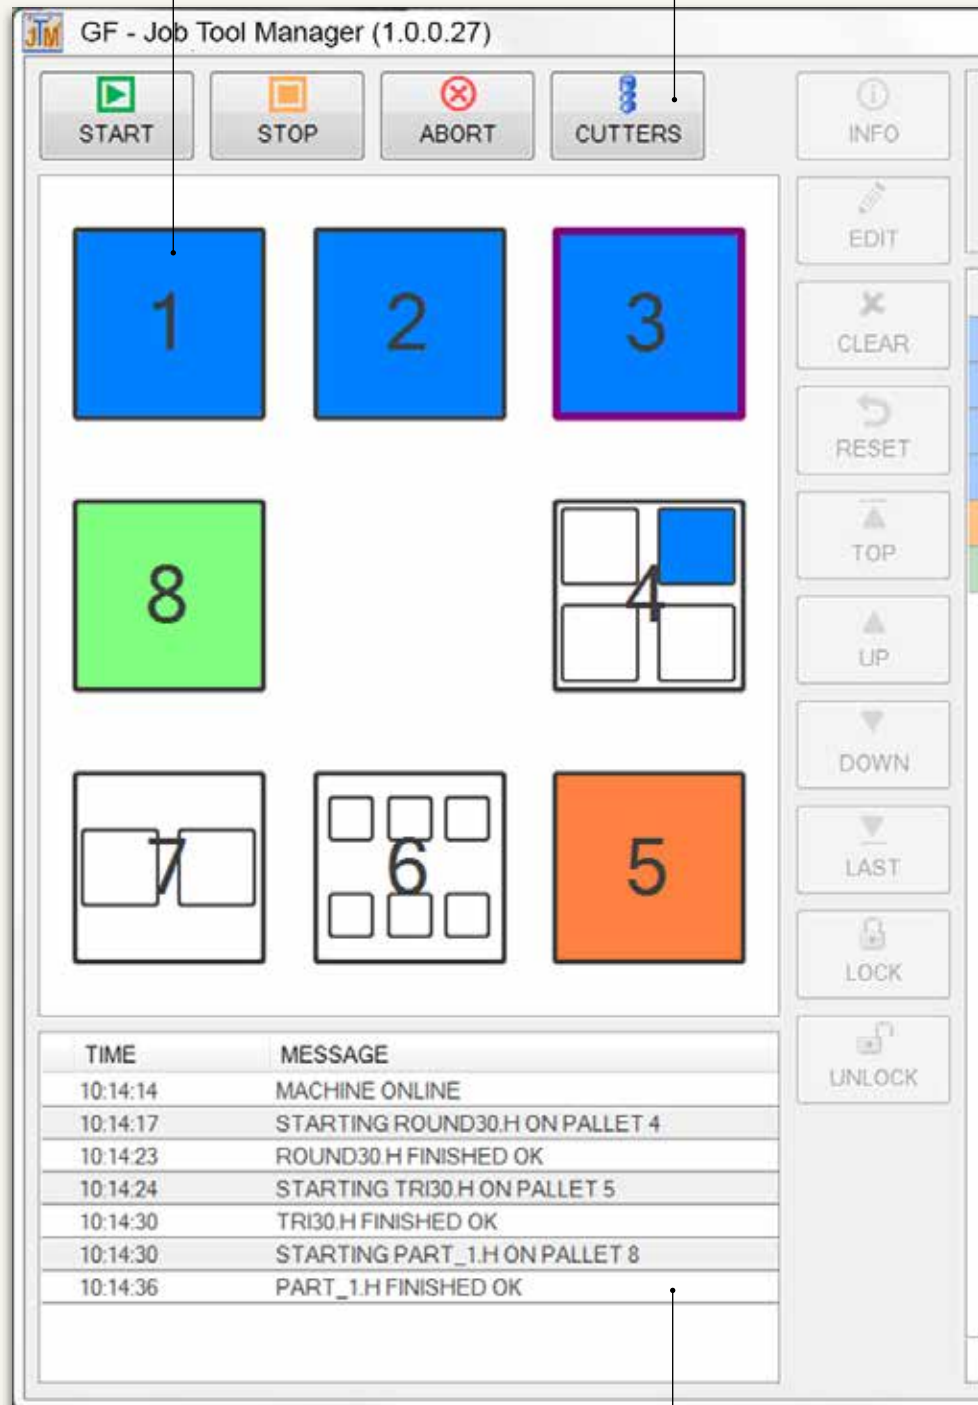 JTM GF - Job Tool Manager (1.0.0.27)
START STOP ABORT CUTTERS
1 2 3
8 4
7 6 5
INFO
EDIT
CLEAR
RESET
TOP
UP
DOWN
LAST
LOCK
UNLOCK
TIME MESSAGE
10:14:14 MACHINE ONLINE
10:14:17 STARTING ROUND30.H ON PALLET 4
10:14:23 ROUND30.H FINISHED OK
10:14:24 STARTING TRI30.H ON PALLET 5
10:14:30 TRI30.H FINISHED OK
10:14:30 STARTING PART_1.H ON PALLET 8
10:14:36 PART_1.H FINISHED OK